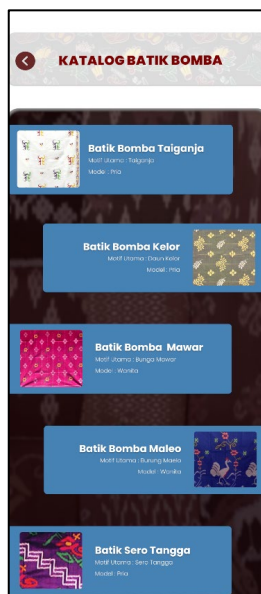 KATALOG BATIK BOMBA
Batik Bomba Taiganja
Motif Utama : Taiganja
Model : Pria
Batik Bomba Kelor
Motif Utama : Daun Kelor
Model : Pria
Batik Bomba Mawar
Motif Utama : Bunga Mawar
Model : Wanita
Batik Bomba Maleo
Motif Utama : Burung Maelo
Model : Wanita
Batik Sero Tangga
Motif Utama : Sero Tangga
Model : Pria